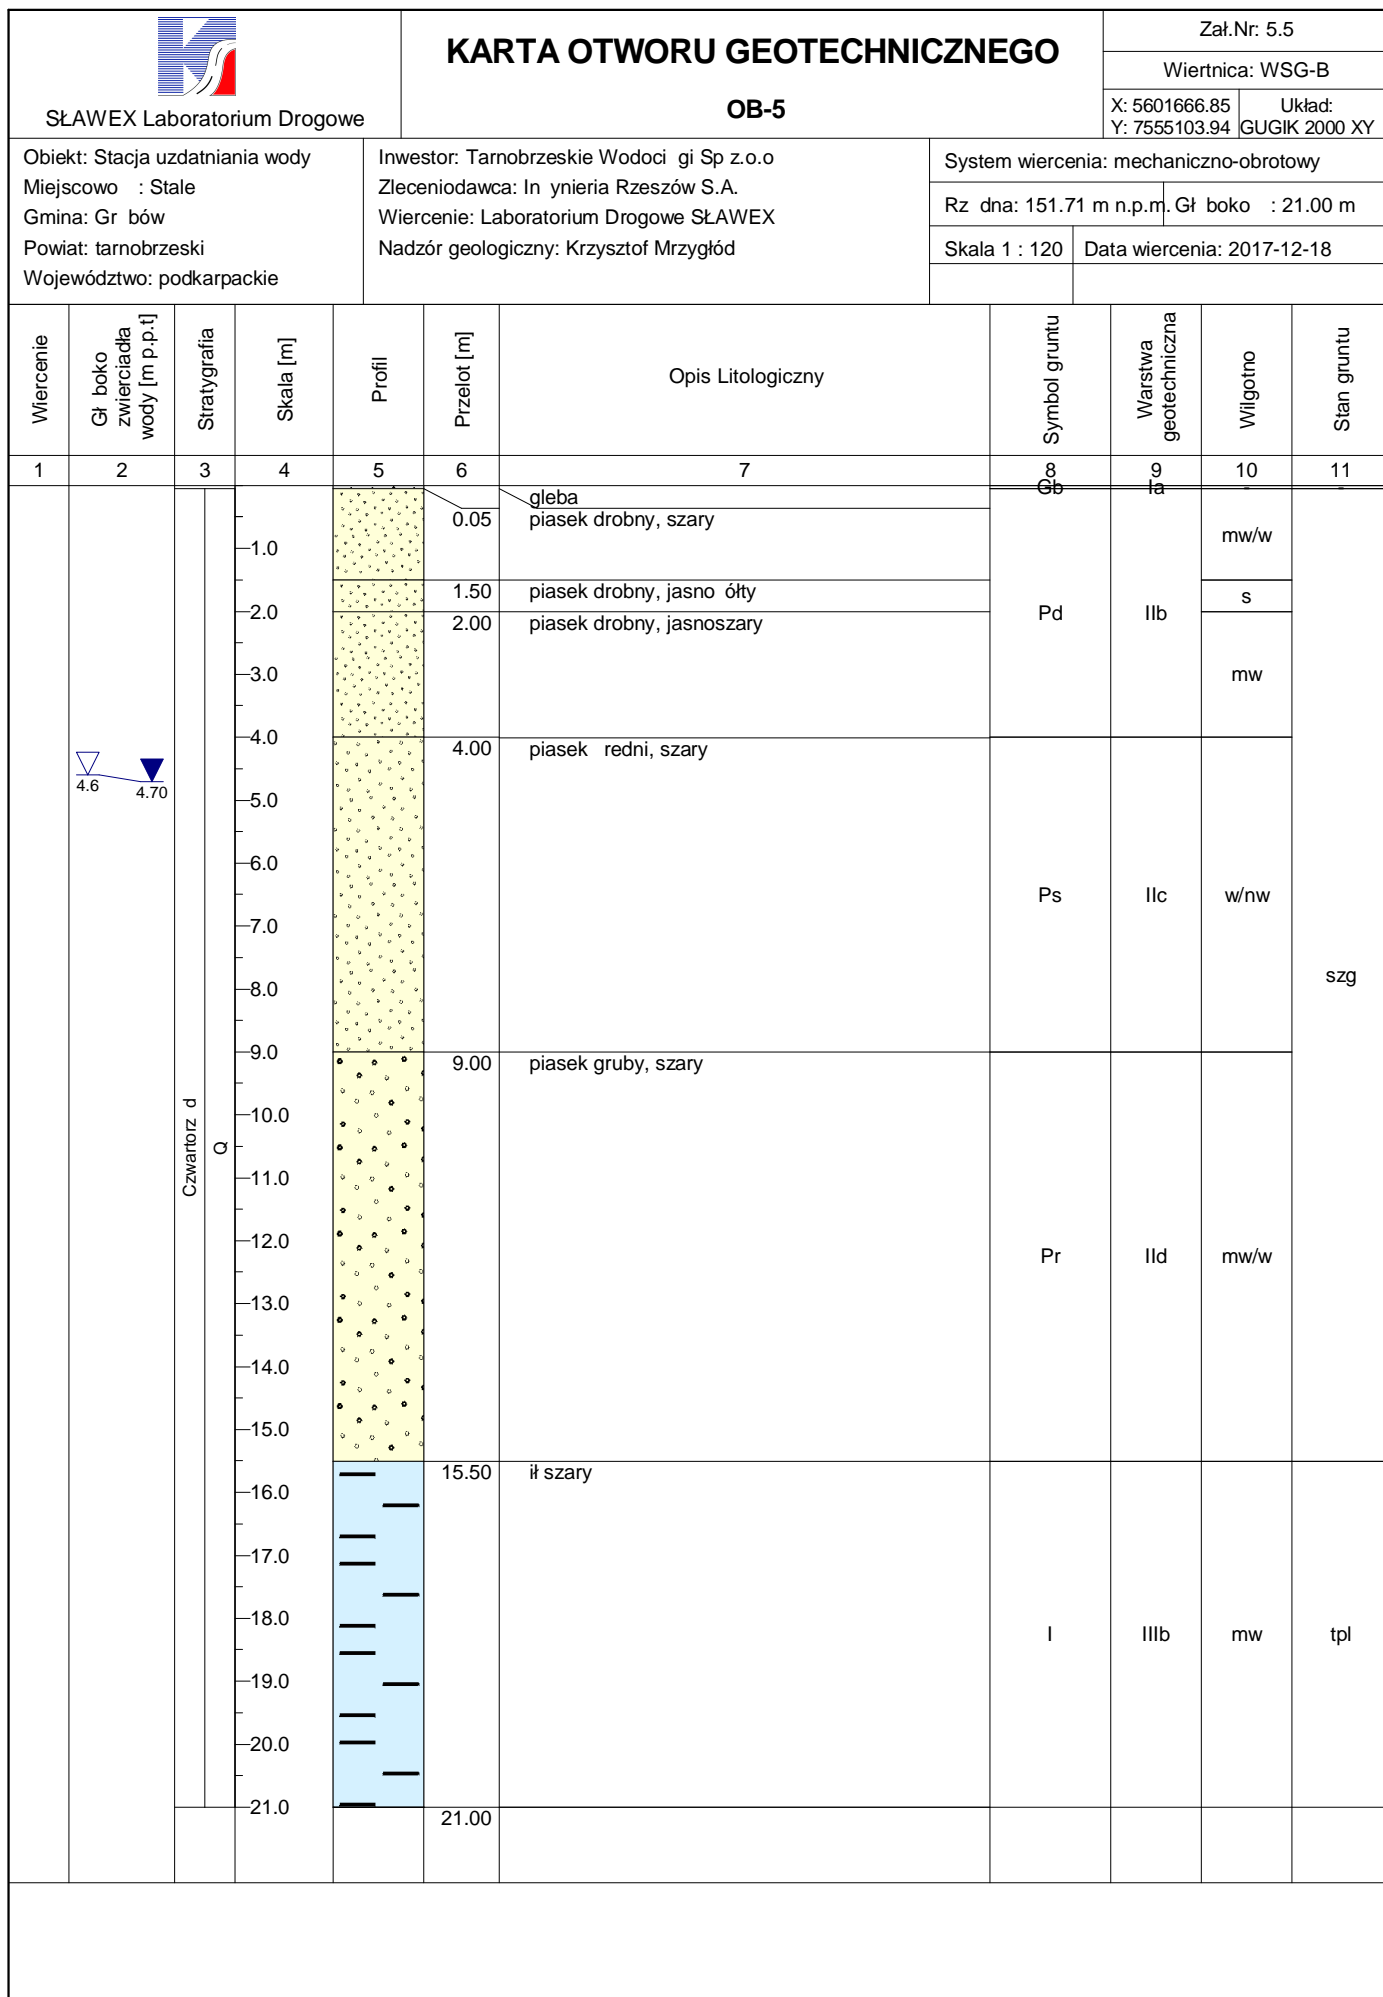 SŁAWEX Laboratorium Drogowe
KARTA OTWORU GEOTECHNICZNEGO
OB-5
Zał.Nr: 5.5
Wiertnica: WSG-B
X: 5601666.85
Y: 7555103.94
Układ:
GUGIK 2000 XY
Obiekt: Stacja uzdatniania wody
Miejscowo : Stale
Gmina: Gr bów
Powiat: tarnobrzeski
Województwo: podkarpackie
Inwestor: Tarnobrzeskie Wodoci gi Sp z.o.o
Zleceniodawca: In ynieria Rzeszów S.A.
Wiercenie: Laboratorium Drogowe SŁAWEX
Nadzór geologiczny: Krzysztof Mrzygłód
System wiercenia: mechaniczno-obrotowy
Rz dna: 151.71 m n.p.m.
Gł boko : 21.00 m
Skala 1 : 120
Data wiercenia: 2017-12-18
Wiercenie
Gł boko
zwierciadła
wody [m p.p.t]
Stratygrafia
Skala [m]
Profil
Przelot [m]
Opis Litologiczny
Symbol gruntu
Warstwa
geotechniczna
Wilgotno
Stan gruntu
1 2 3 4 5 6 7 8 9 10 11
gleba
Gb Ia - -
0.05 piasek drobny, szary
mw/w
1.0
1.50 piasek drobny, jasno ółty
s
2.0
Pd IIb
2.00 piasek drobny, jasnoszary
3.0
mw
4.0
4.00 piasek redni, szary
4.6 4.70
5.0
6.0
Ps IIc w/nw
7.0
8.0
szg
9.0
9.00 piasek gruby, szary
10.0
Czwartorz d
Q
11.0
12.0
Pr IId mw/w
13.0
14.0
15.0
15.50 ił szary
16.0
17.0
18.0
I IIIb mw tpl
19.0
20.0
21.0
21.00